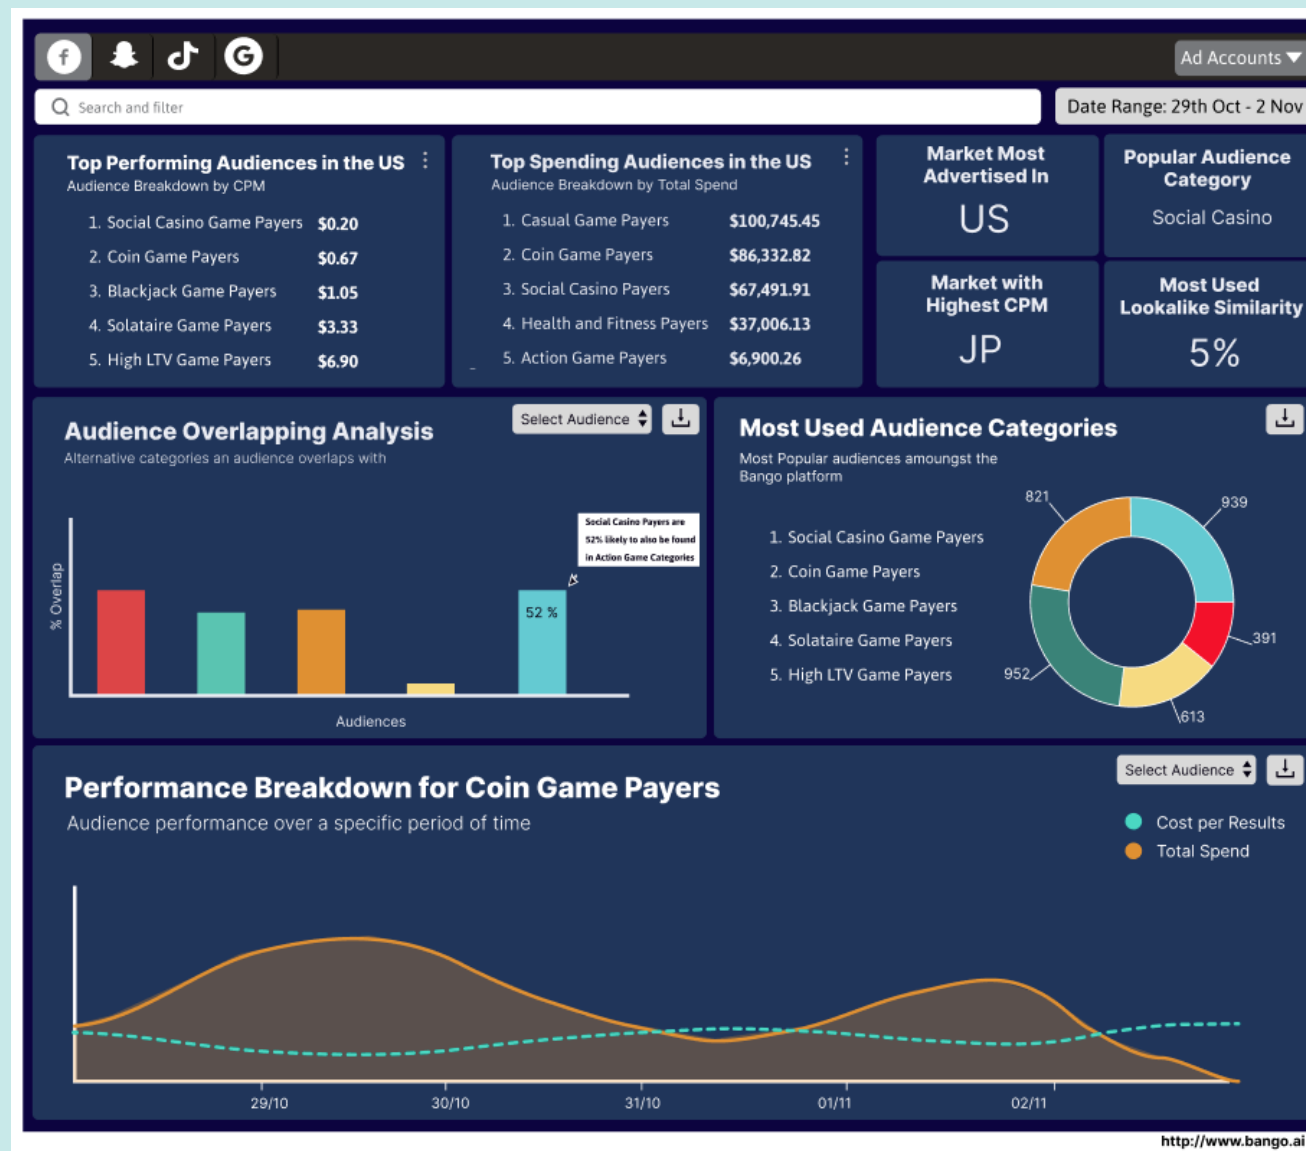 f G
Ad Accounts
Search and filter
Date Range: 29th Oct - 2 Nov
Top Performing Audiences in the US
Audience Breakdown by CPM
1. Social Casino Game Payers $0.20
2. Coin Game Payers $0.67
3. Blackjack Game Payers $1.05
4. Solataire Game Payers $3.33
5. High LTV Game Payers $6.90
Top Spending Audiences in the US
Audience Breakdown by Total Spend
1. Casual Game Payers $100,745.45
2. Coin Game Payers $86,332.82
3. Social Casino Payers $67,491.91
4. Health and Fitness Payers $37,006.13
5. Action Game Payers $6,900.26
Market Most
Advertised In
US
Popular Audience
Category
Social Casino
Market with
Highest CPM
JP
Most Used
Lookalike Similarity
5%
Audience Overlapping Analysis
Alternative categories an audience overlaps with
Select Audience
% Overlap
Social Casino Payers are
52% likely to also be found
in Action Game Categories
52 %
Audiences
Most Used Audience Categories
Most Popular audiences amoungst the
Bango platform
1. Social Casino Game Payers
2. Coin Game Payers
3. Blackjack Game Payers
4. Solataire Game Payers
5. High LTV Game Payers
821
939
391
952
613
Performance Breakdown for Coin Game Payers
Audience performance over a specific period of time
Select Audience
Cost per Results
Total Spend
29/10 30/10 31/10 01/11 02/11
http://www.bango.ai